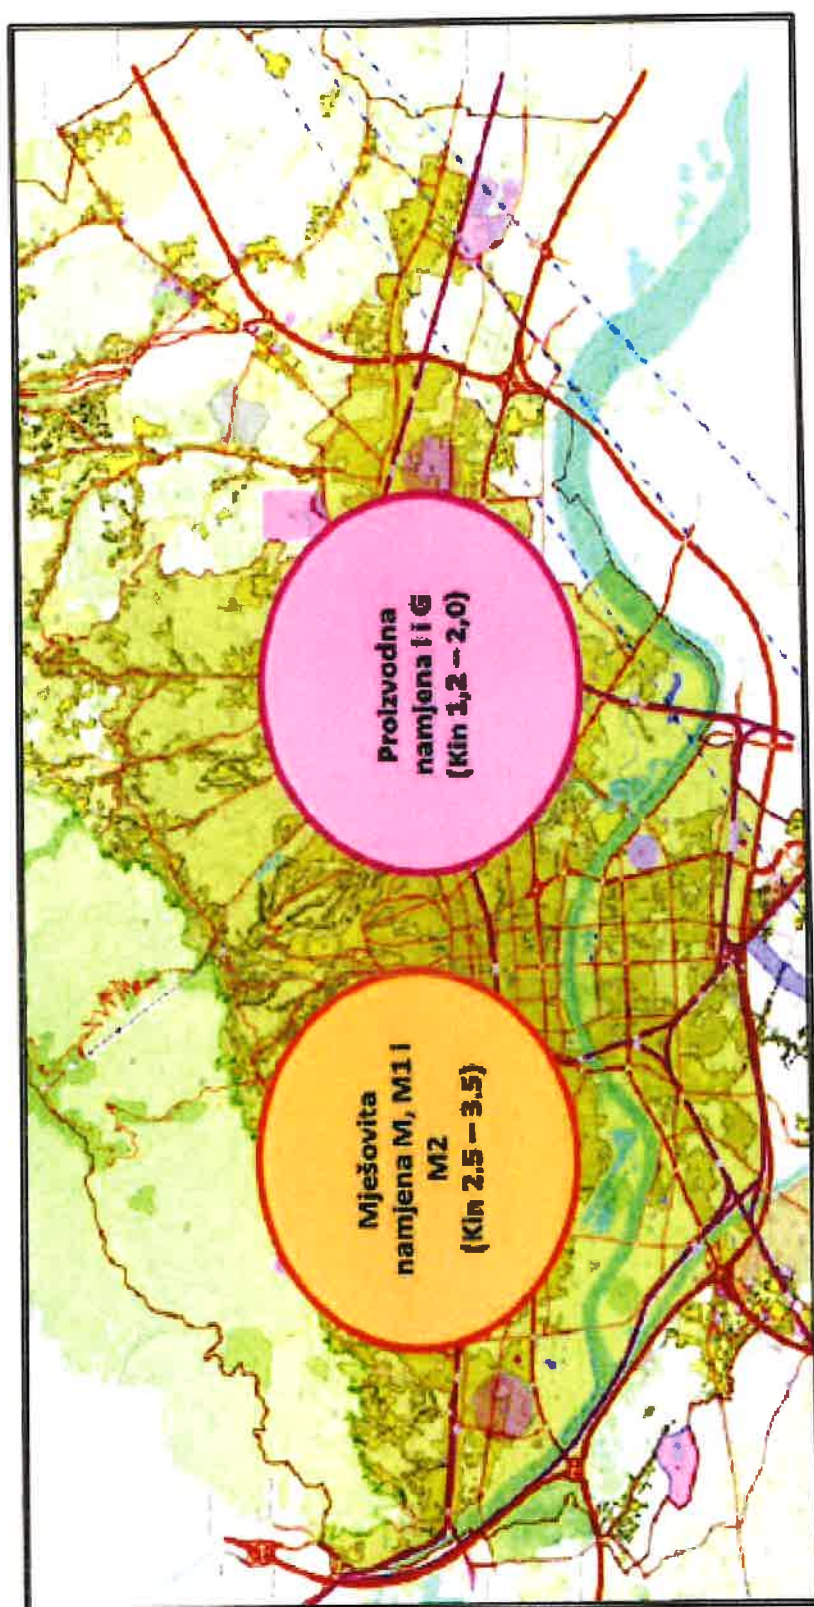 Mješovita
namjena M, M1 i
M2
(Kin 2.5 – 3.5)
Proizvodna
namjena I i G
(Kin 1,2 – 2,0)